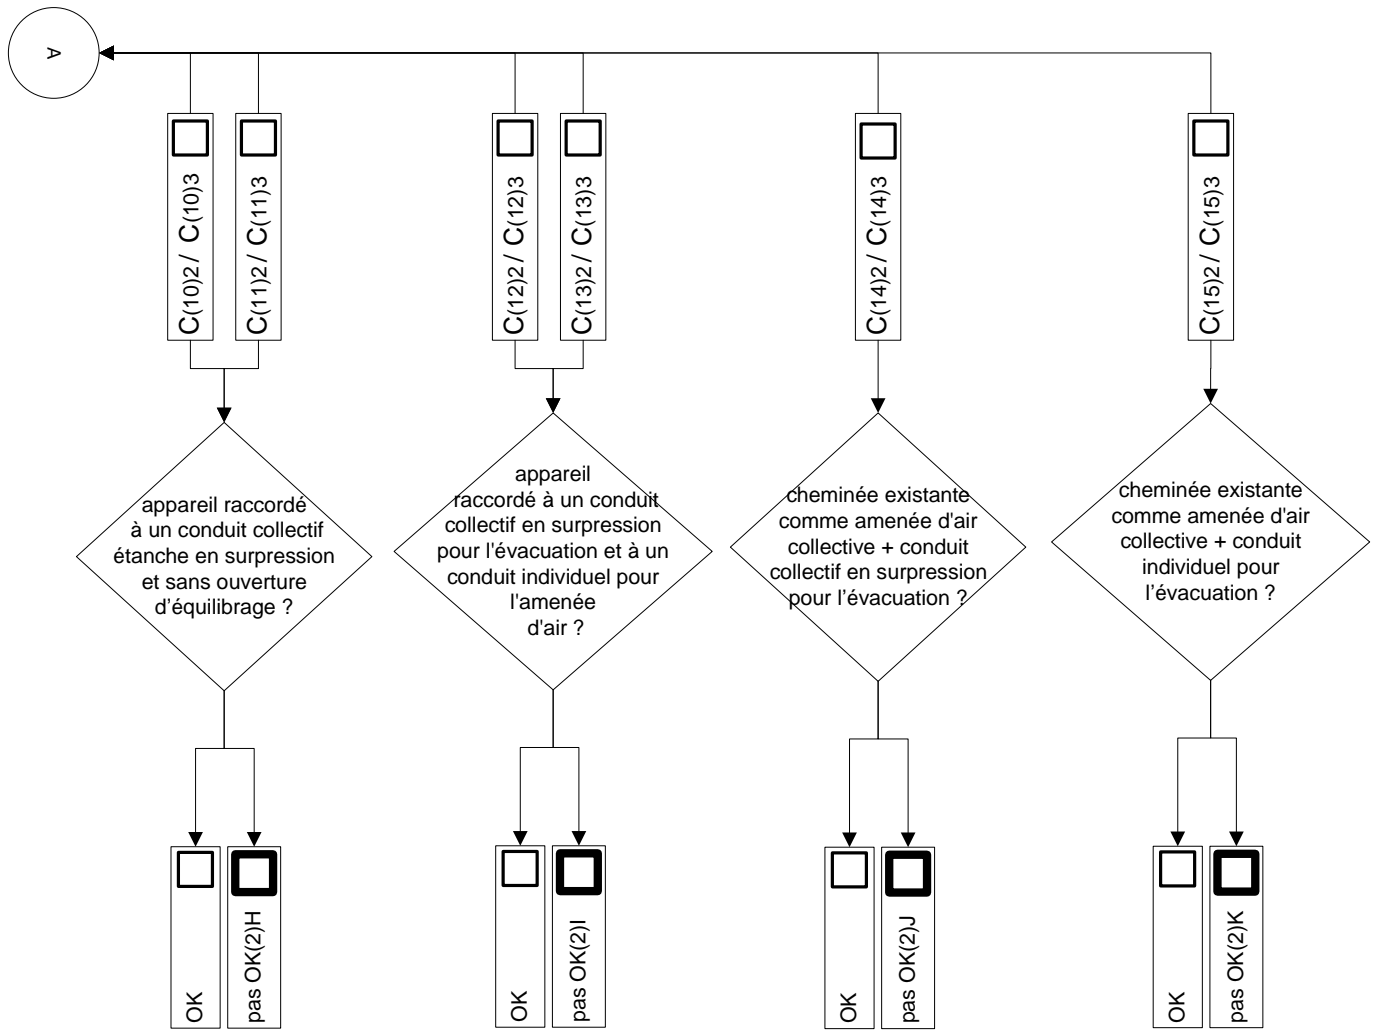 A
C(10)2 / C(10)3
C(11)2 / C(11)3
C(12)2 / C(12)3
C(13)2 / C(13)3
C(14)2 / C(14)3
C(15)2 / C(15)3
appareil raccordé
à un conduit collectif
étanche en surpression
et sans ouverture
d'équilibrage ?
appareil
raccordé à un conduit
collectif en surpression
pour l'évacuation et à un
conduit individuel pour
l'amenée
d'air ?
cheminée existante
comme amenée d'air
collective + conduit
collectif en surpression
pour l’évacuation ?
cheminée existante
comme amenée d'air
collective + conduit
individuel pour
l’évacuation ?
OK
pas OK(2)H
OK
pas OK(2)I
OK
pas OK(2)J
OK
pas OK(2)K